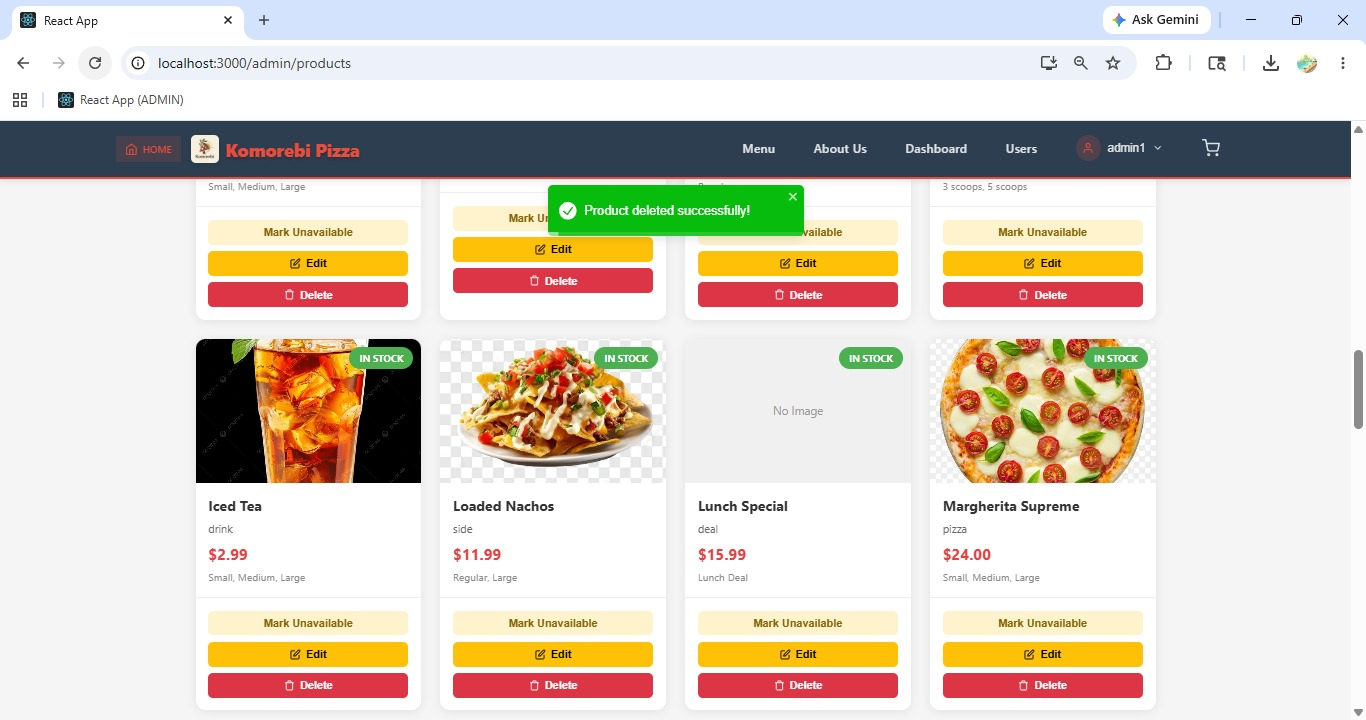 React App
Ask Gemini
localhost:3000/admin/products
React App (ADMIN)
HOME
Komorebi Pizza
Menu
About Us
Dashboard
Users
admin1
Product deleted successfully!
Small, Medium, Large
3 scoops, 5 scoops
Mark Unavailable
Mark Un
vailable
Mark Unavailable
Edit
Edit
Edit
Edit
Delete
Delete
Delete
Delete
IN STOCK
IN STOCK
IN STOCK
IN STOCK
No Image
Iced Tea
Loaded Nachos
Lunch Special
Margherita Supreme
drink
side
deal
pizza
$2.99
$11.99
$15.99
$24.00
Small, Medium, Large
Regular, Large
Lunch Deal
Small, Medium, Large
Mark Unavailable
Mark Unavailable
Mark Unavailable
Mark Unavailable
Edit
Edit
Edit
Edit
Delete
Delete
Delete
Delete